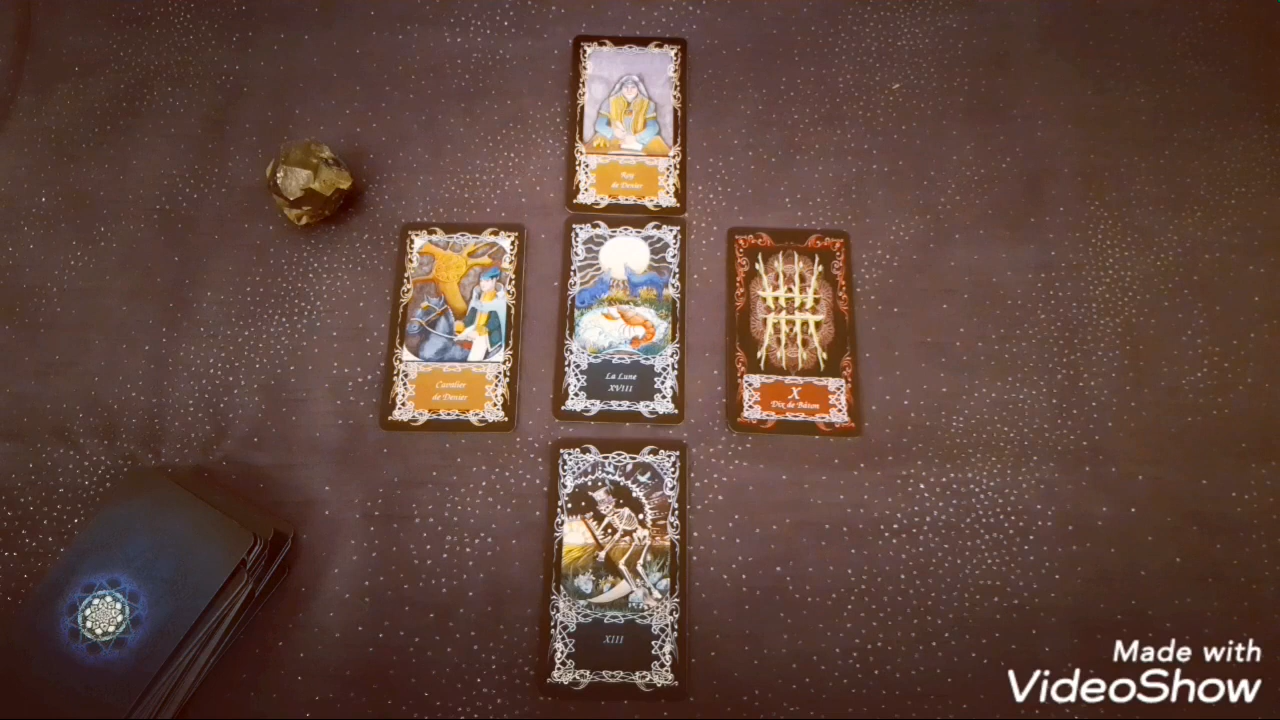 Roy
de Denier
Cavalier
de Denier
La Lune
XVIII
X
Dix de Bâton
XIII
Made with
VideoShow